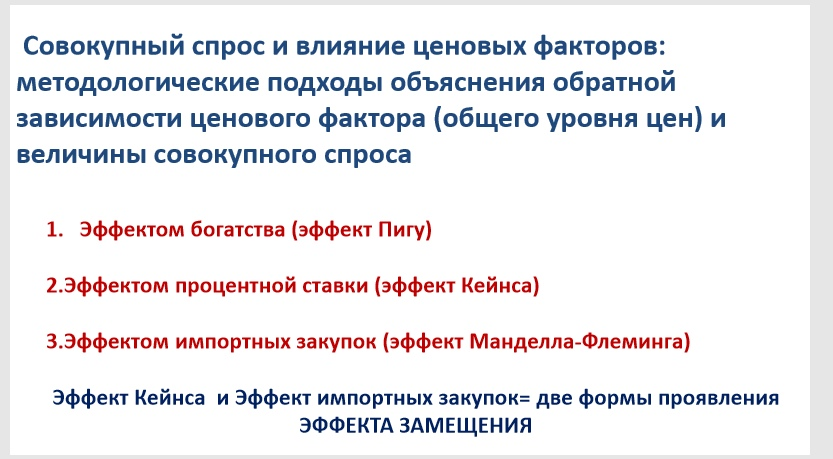 Совокупный спрос и влияние ценовых факторов:
методологические подходы объяснения обратной
зависимости ценового фактора (общего уровня цен) и
величины совокупного спроса
1. Эффектом богатства (эффект Пигу)
2.Эффектом процентной ставки (эффект Кейнса)
3.Эффектом импортных закупок (эффект Манделла-Флеминга)
Эффект Кейнса и Эффект импортных закупок= две формы проявления
ЭФФЕКТА ЗАМЕЩЕНИЯ